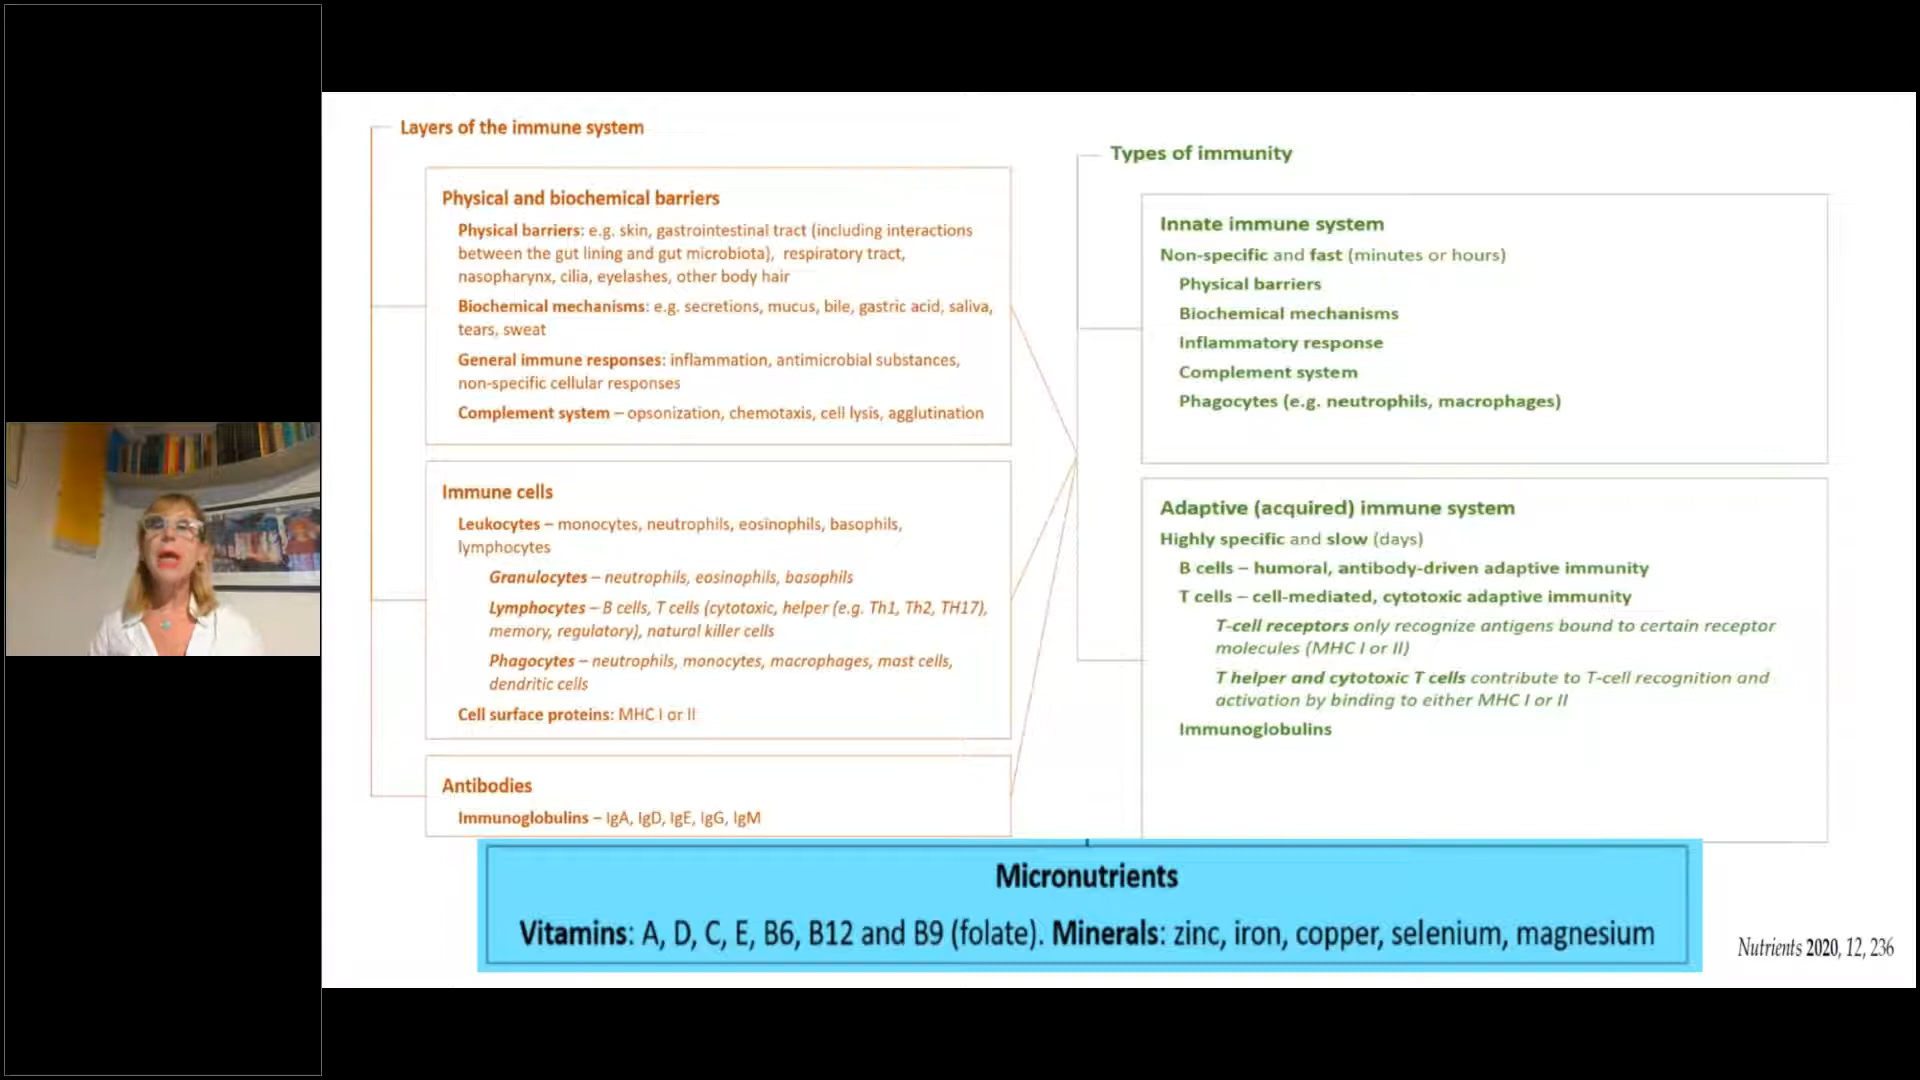 Layers of the immune system
Physical and biochemical barriers
Physical barriers: e.g. skin, gastrointestinal tract (including interactions
between the gut lining and gut microbiota),  respiratory tract,
nasopharynx, cilia, eyelashes, other body hair
Biochemical mechanisms: e.g. secretions, mucus, bile, gastric acid, saliva,
tears, sweat
General immune responses: inflammation, antimicrobial substances,
non-specific cellular responses
Complement system – opsonization, chemotaxis, cell lysis, agglutination
Immune cells
Leukocytes – monocytes, neutrophils, eosinophils, basophils,
lymphocytes
Granulocytes – neutrophils, eosinophils, basophils
Lymphocytes – B cells, T cells (cytotoxic, helper (e.g. Th1, Th2, TH17),
memory, regulatory), natural killer cells
Phagocytes – neutrophils, monocytes, macrophages, mast cells,
dendritic cells
Cell surface proteins: MHC I or II
Antibodies
Immunoglobulins – IgA, IgD, IgE, IgG, IgM
Types of immunity
Innate immune system
Non-specific and fast (minutes or hours)
Physical barriers
Biochemical mechanisms
Inflammatory response
Complement system
Phagocytes (e.g. neutrophils, macrophages)
Adaptive (acquired) immune system
Highly specific and slow (days)
B cells – humoral, antibody-driven adaptive immunity
T cells – cell-mediated, cytotoxic adaptive immunity
T-cell receptors only recognize antigens bound to certain receptor
molecules (MHC I or II)
T helper and cytotoxic T cells contribute to T-cell recognition and
activation by binding to either MHC I or II
Immunoglobulins
Micronutrients
Vitamins: A, D, C, E, B6, B12 and B9 (folate). Minerals: zinc, iron, copper, selenium, magnesium
Nutrients 2020, 12, 236